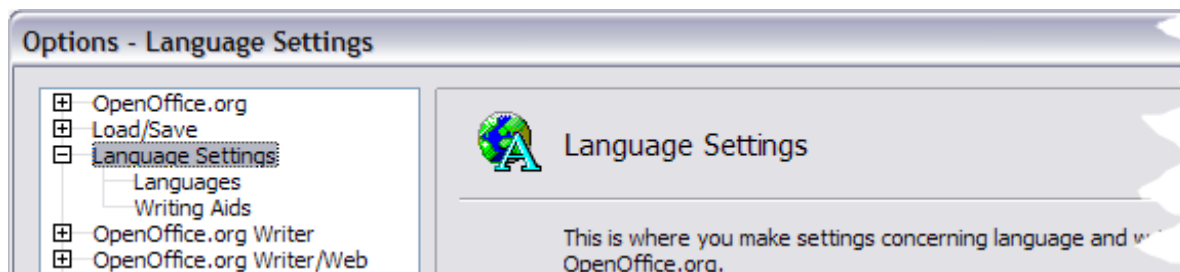 Options - Language Settings
OpenOffice.org
Load/Save
Language Settings
Languages
Writing Aids
OpenOffice.org Writer
OpenOffice.org Writer/Web
Language Settings
This is where you make settings concerning language and
OpenOffice.org.